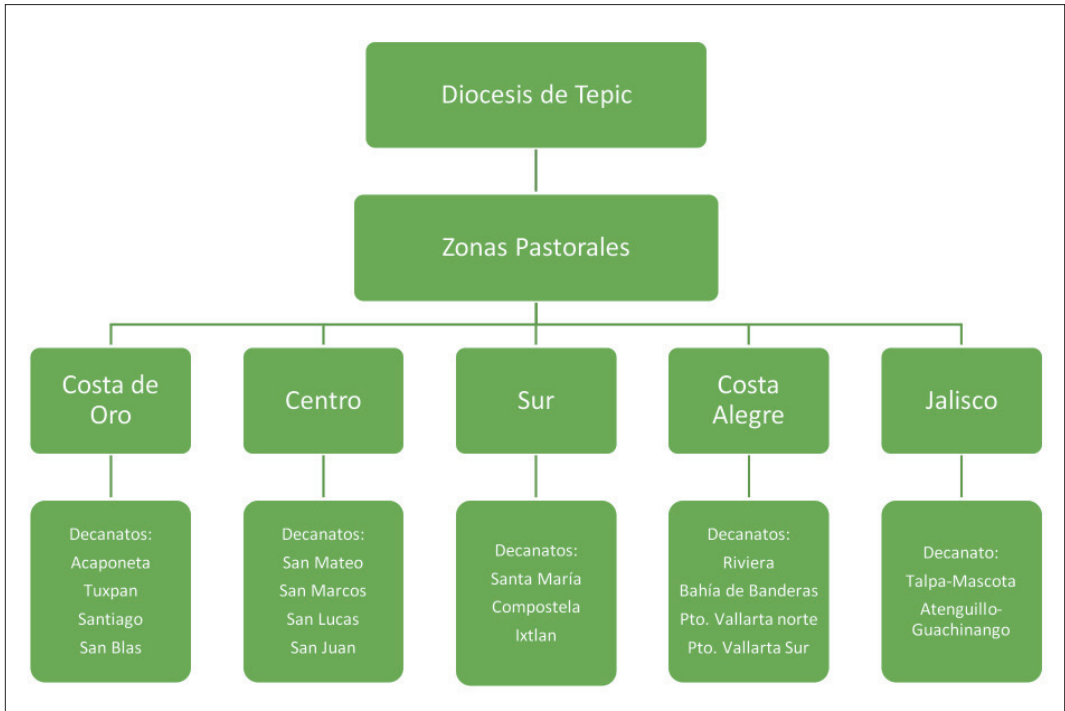 Diocesis de Tepic
Zonas Pastorales
Costa de
Oro
Centro
Sur
Costa
Alegre
Jalisco
Decanatos:
Acaponeta
Tuxpan
Santiago
San Blas
Decanatos:
San Mateo
San Marcos
San Lucas
San Juan
Decanatos:
Santa María
Compostela
Ixtlan
Decanatos:
Riviera
Bahía de Banderas
Pto. Vallarta norte
Pto. Vallarta Sur
Decanato:
Talpa-Mascota
Atenguillo-
Guachinango